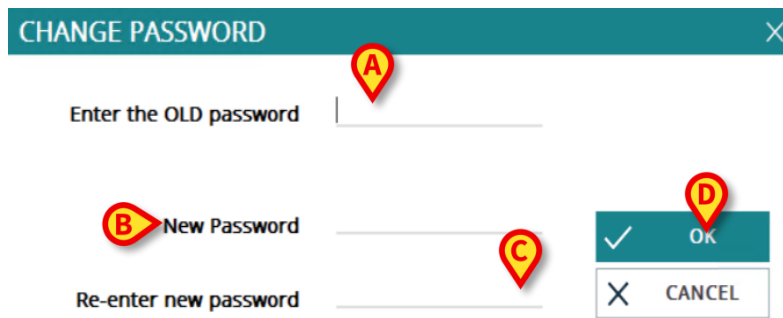 CHANGE PASSWORD
A
Enter the OLD password
B New Password
D
OK
C
Re-enter new password
CANCEL